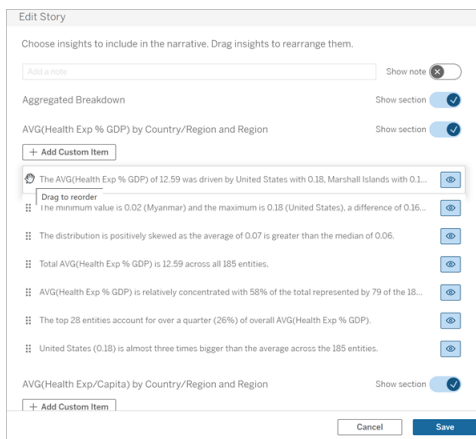 Edit Story
Choose insights to include in the narrative. Drag insights to rearrange them.
Add a note
Show note
Aggregated Breakdown
Show section
AVG(Health Exp % GDP) by Country/Region and Region
Show section
+ Add Custom Item
The AVG(Health Exp % GDP) of 12.59 was driven by United States with 0.18, Marshall Islands with 0.1...
Drag to reorder
The minimum value is 0.02 (Myanmar) and the maximum is 0.18 (United States), a difference of 0.16...
The distribution is positively skewed as the average of 0.07 is greater than the median of 0.06.
Total AVG(Health Exp % GDP) is 12.59 across all 185 entities.
AVG(Health Exp % GDP) is relatively concentrated with 58% of the total represented by 79 of the 18...
The top 28 entities account for over a quarter (26%) of overall AVG(Health Exp % GDP).
United States (0.18) is almost three times bigger than the average across the 185 entities.
AVG(Health Exp/Capita) by Country/Region and Region
Show section
+ Add Custom Item
Cancel
Save